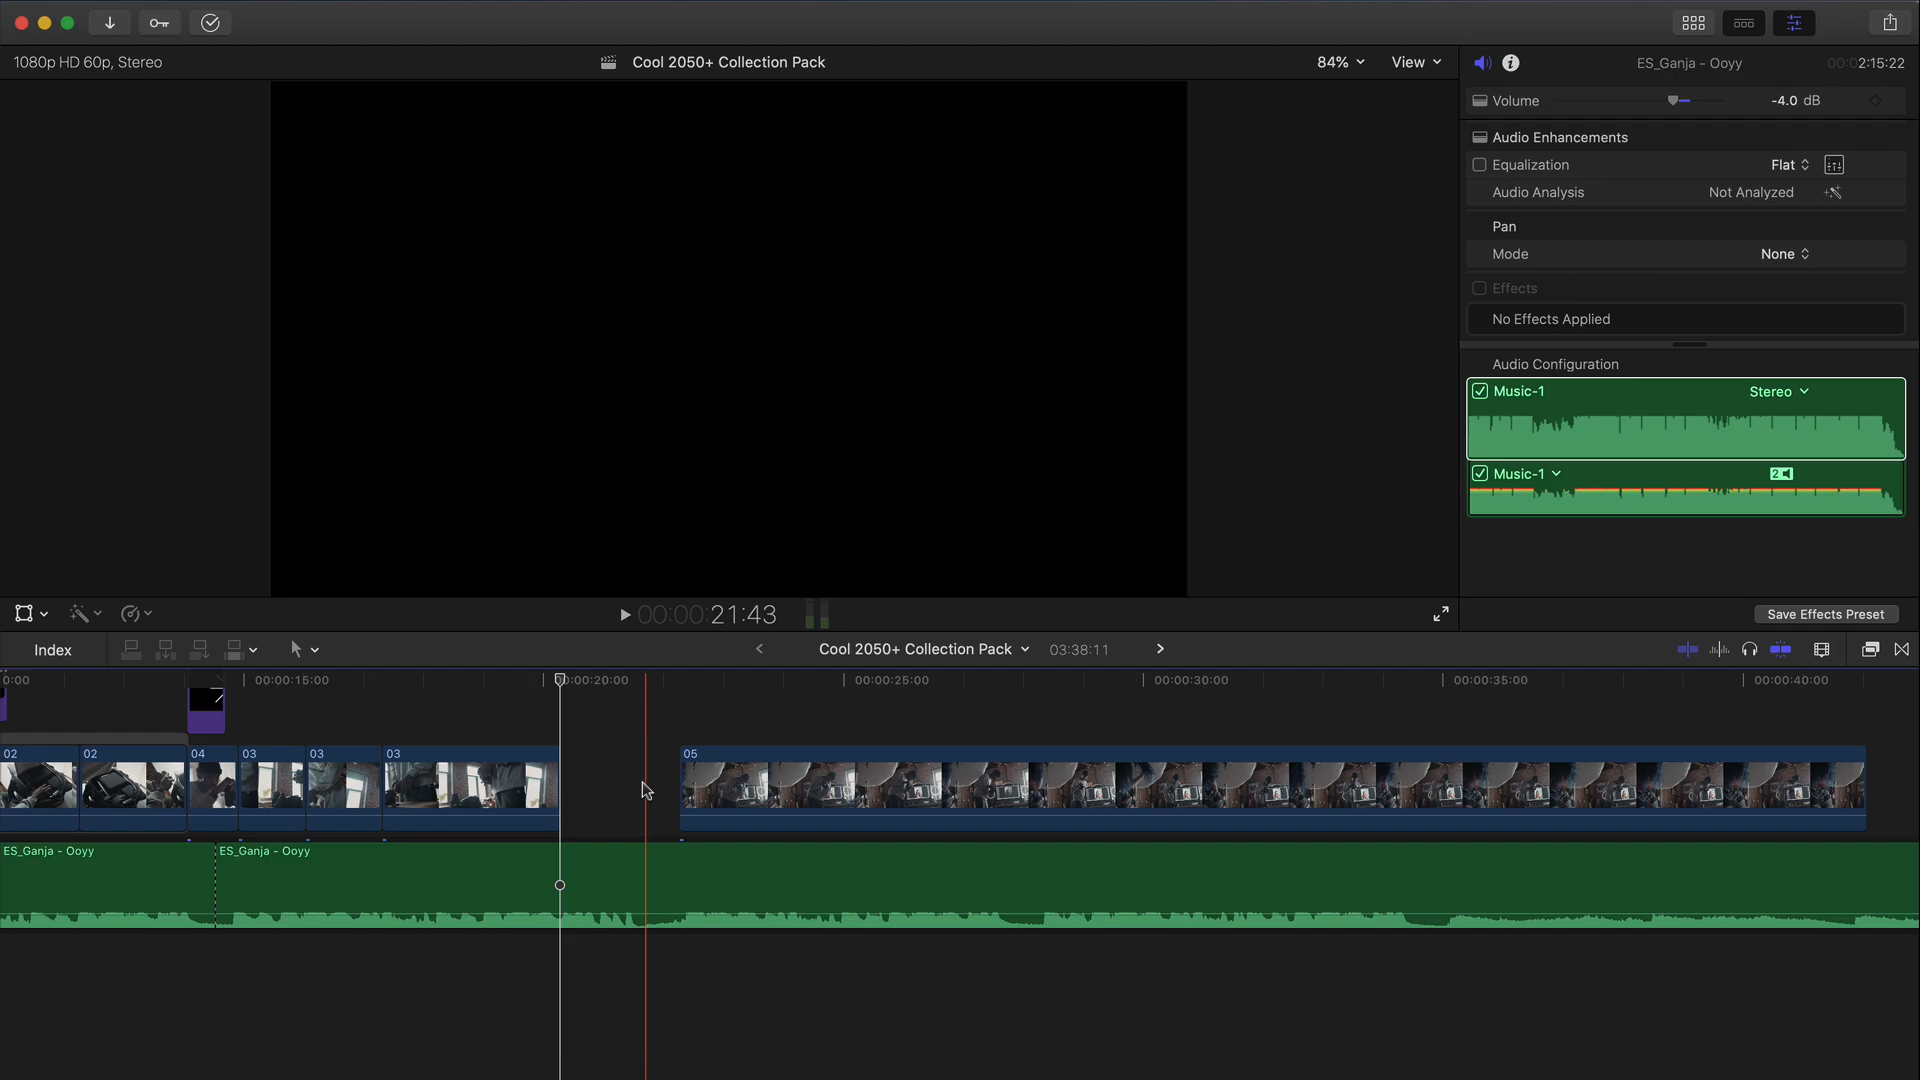 1080p HD 60p, Stereo
Cool 2050+ Collection Pack
84%
View
ES_Ganja - Ooyy
00:02:15:22
Volume
-4.0 dB
Audio Enhancements
Equalization
Flat
Audio Analysis
Not Analyzed
Pan
Mode
None
Effects
No Effects Applied
Audio Configuration
Music-1
Stereo
Music-1
2
00:00:21:43
Save Effects Preset
Index
Cool 2050+ Collection Pack
03:38:11
0:00
00:00:15:00
00:00:20:00
00:00:25:00
00:00:30:00
00:00:35:00
00:00:40:00
02
02
04
03
03
03
05
ES_Ganja - Ooyy
ES_Ganja - Ooyy